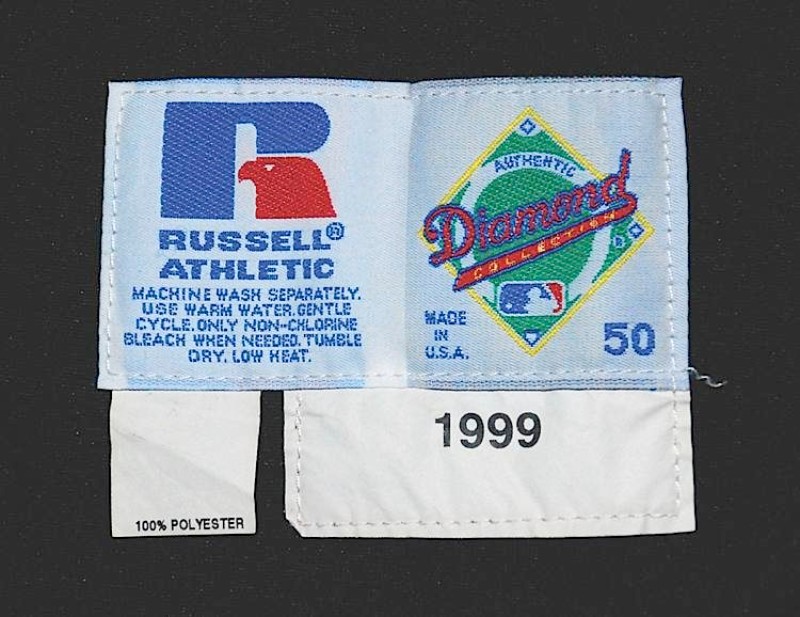 RUSSELL®
ATHLETIC
MACHINE WASH SEPARATELY.
USE WARM WATER. GENTLE
CYCLE. ONLY NON-CHLORINE
BLEACH WHEN NEEDED. TUMBLE
DRY. LOW HEAT.
AUTHENTIC
Diamond
COLLECTION
®
MADE
IN
U.S.A.
50
1999
100% POLYESTER